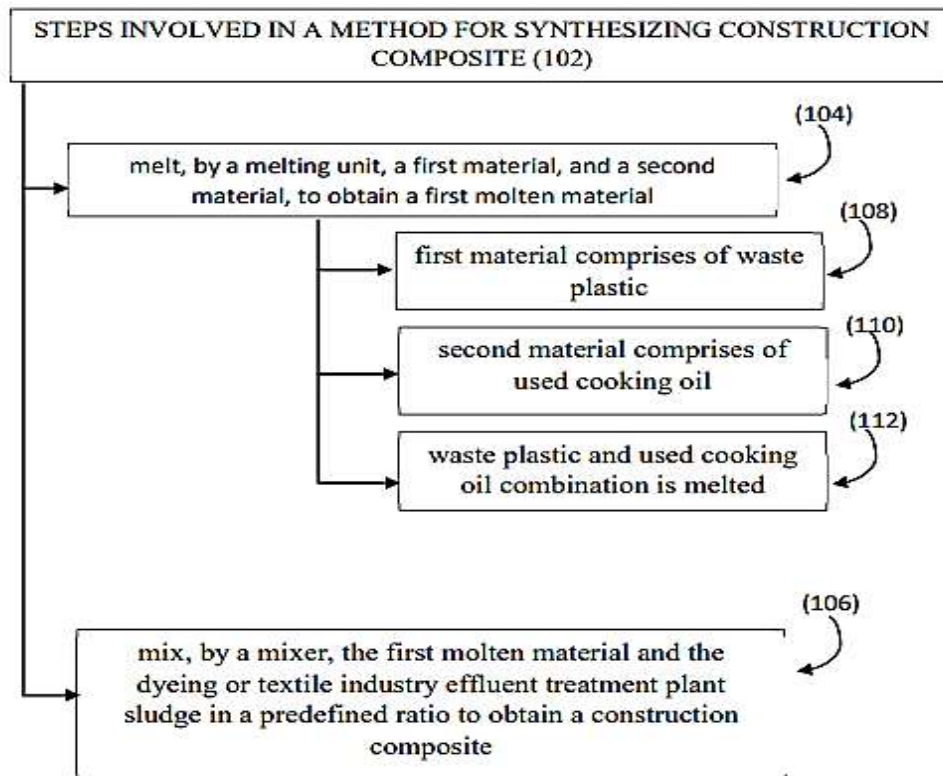 STEPS INVOLVED IN A METHOD FOR SYNTHESIZING CONSTRUCTION
COMPOSITE (102)
(104)
melt, by a melting unit, a first material, and a second
material, to obtain a first molten material
(108)
first material comprises of waste
plastic
(110)
second material comprises of
used cooking oil
(112)
waste plastic and used cooking
oil combination is melted
(106)
mix, by a mixer, the first molten material and the
dyeing or textile industry effluent treatment plant
sludge in a predefined ratio to obtain a construction
composite